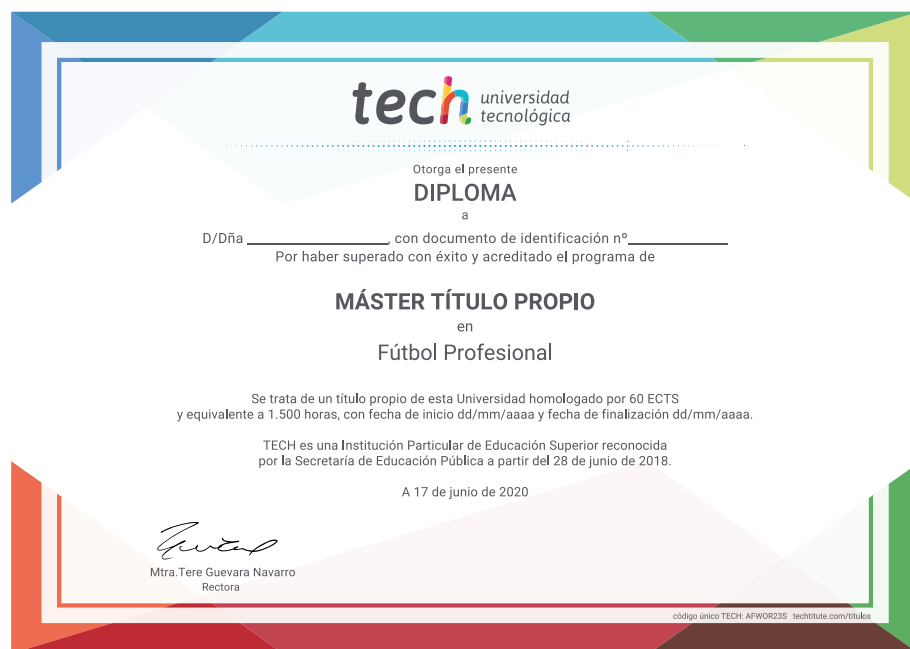 tech universidad
tecnológica
Otorga el presente
DIPLOMA
a
D/Dña ____________________, con documento de identificación nº______________
Por haber superado con éxito y acreditado el programa de
MÁSTER TÍTULO PROPIO
en
Fútbol Profesional
Se trata de un título propio de esta Universidad homologado por 60 ECTS
y equivalente a 1.500 horas, con fecha de inicio dd/mm/aaaa y fecha de finalización dd/mm/aaaa.
TECH es una Institución Particular de Educación Superior reconocida
por la Secretaría de Educación Pública a partir del 28 de junio de 2018.
A 17 de junio de 2020
Mtra.Tere Guevara Navarro
Rectora
código único TECH: AFWOR23S techtitute.com/titulos